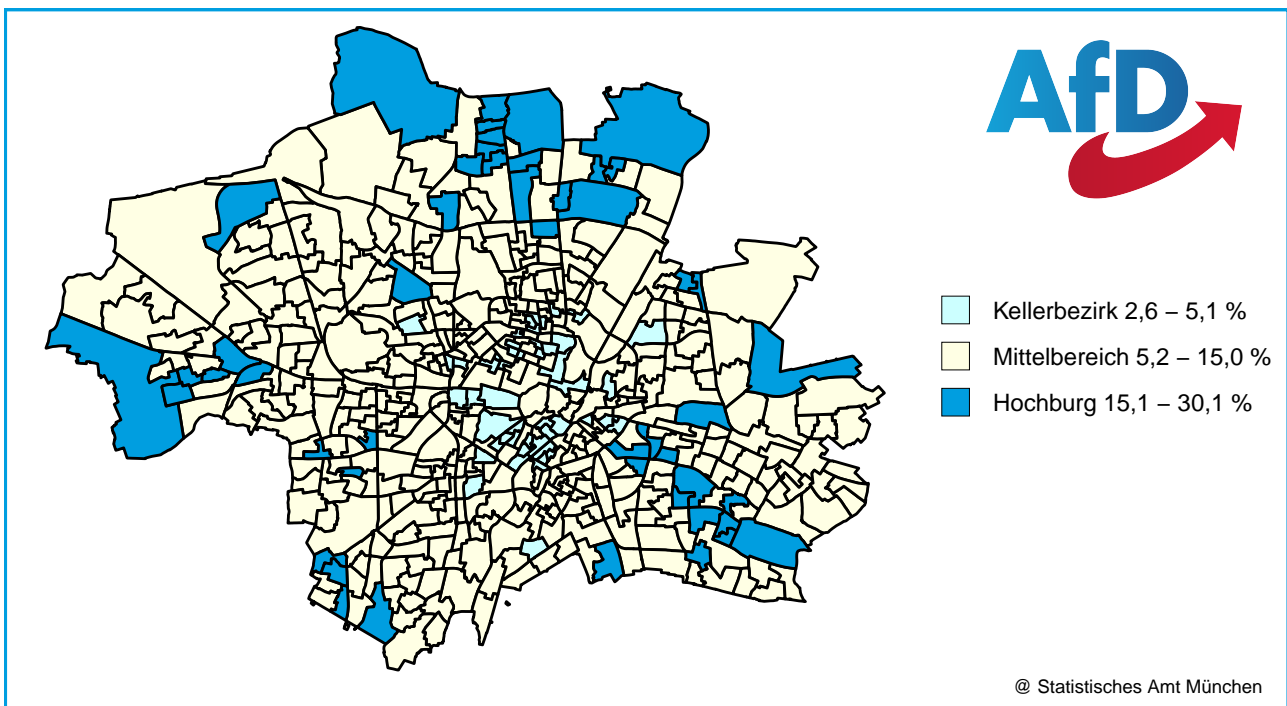 AfD
Kellerbezirk 2,6 – 5,1 %
Mittelbereich 5,2 – 15,0 %
Hochburg 15,1 – 30,1 %
@ Statistisches Amt München